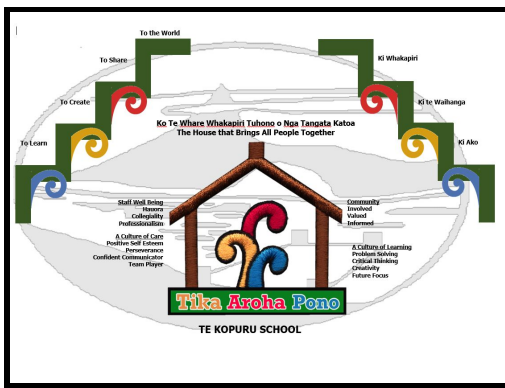 To the World
To Share
To Create
To Learn
Ki Whakapiri
Ki te Waihanga
Ki Ako
Ko Te Whare Whakapiri Tuhono o Nga Tangata Katoa
The House that Brings All People Together
Staff Well Being
Hauora
Collegiality
Professionalism
A Culture of Care
Positive Self Esteem
Perseverance
Confident Communicator
Team Player
Community
Involved
Valued
Informed
A Culture of Learning
Problem Solving
Critical Thinking
Creativity
Future Focus
Tika Aroha Pono
TE KOPURU SCHOOL